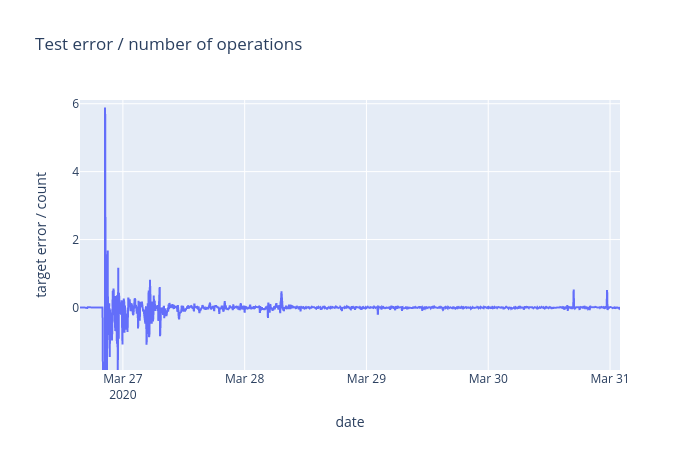 Test error / number of operations
6
4
2
0
target error / count
Mar 27
2020
Mar 28
Mar 29
Mar 30
Mar 31
date